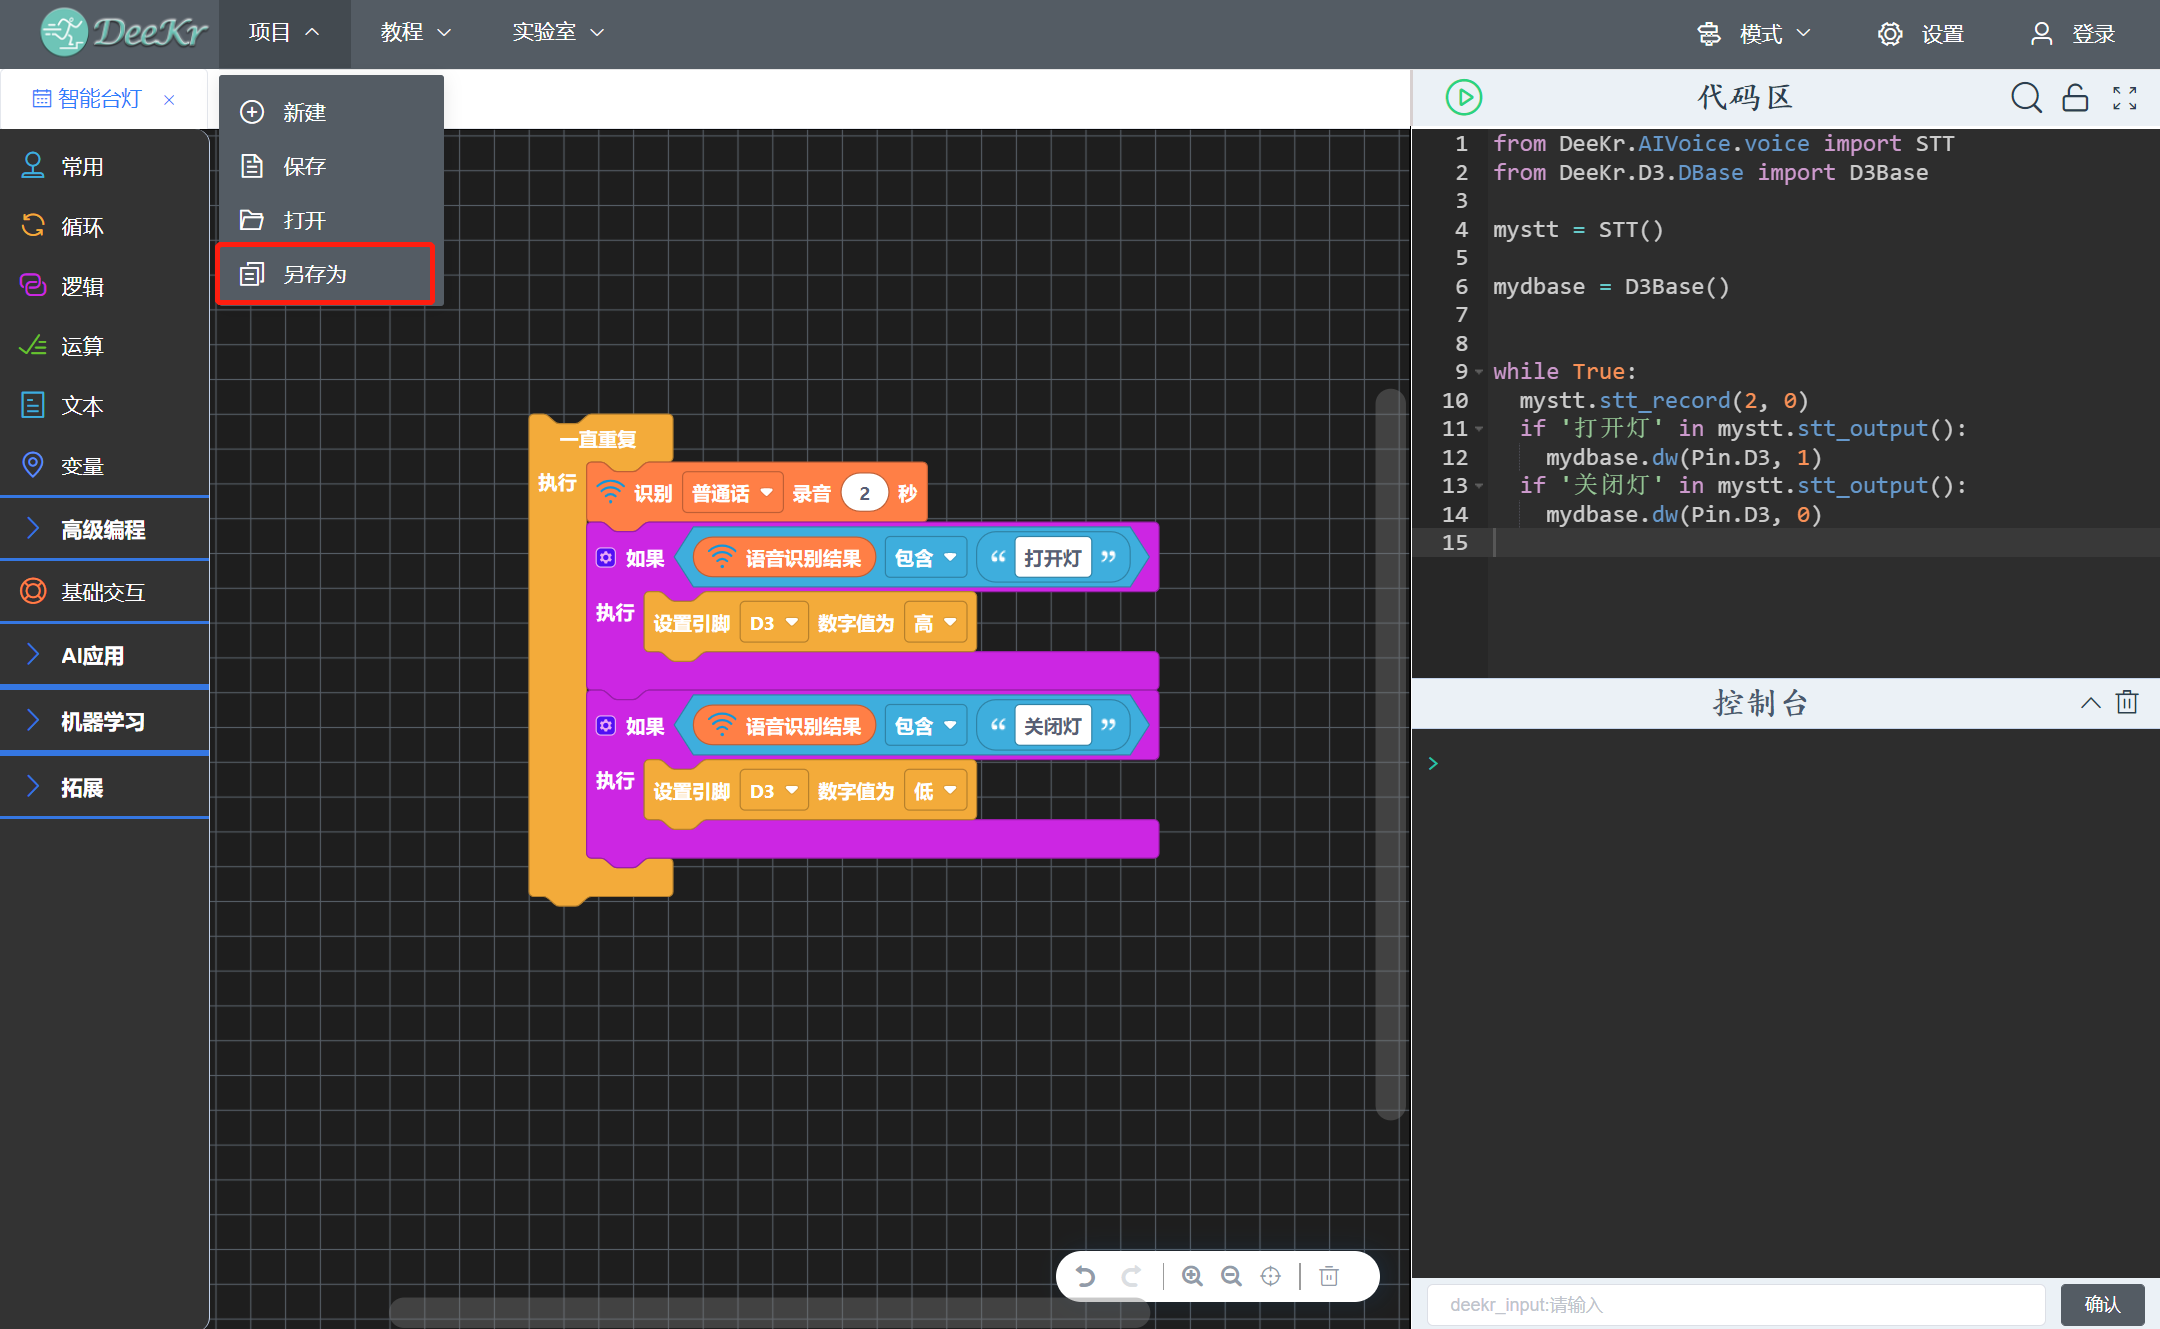 DeeKr
项目
教程
实验室
模式
设置
登录
智能台灯 ×
新建
保存
打开
另存为
常用
循环
逻辑
运算
文本
变量
高级编程
基础交互
AI应用
机器学习
拓展
一直重复
执行
识别 普通话 录音 2 秒
如果 语音识别结果 包含 “ 打开灯 ”
执行 设置引脚 D3 数字值为 高
如果 语音识别结果 包含 “ 关闭灯 ”
执行 设置引脚 D3 数字值为 低
代码区
1 from DeeKr.AIVoice.voice import STT
2 from DeeKr.D3.DBase import D3Base
3
4 mystt = STT()
5
6 mydbase = D3Base()
7
8
9 while True:
10 mystt.stt_record(2, 0)
11 if '打开灯' in mystt.stt_output():
12 mydbase.dw(Pin.D3, 1)
13 if '关闭灯' in mystt.stt_output():
14 mydbase.dw(Pin.D3, 0)
15
控制台
>
deekr_input:请输入
确认